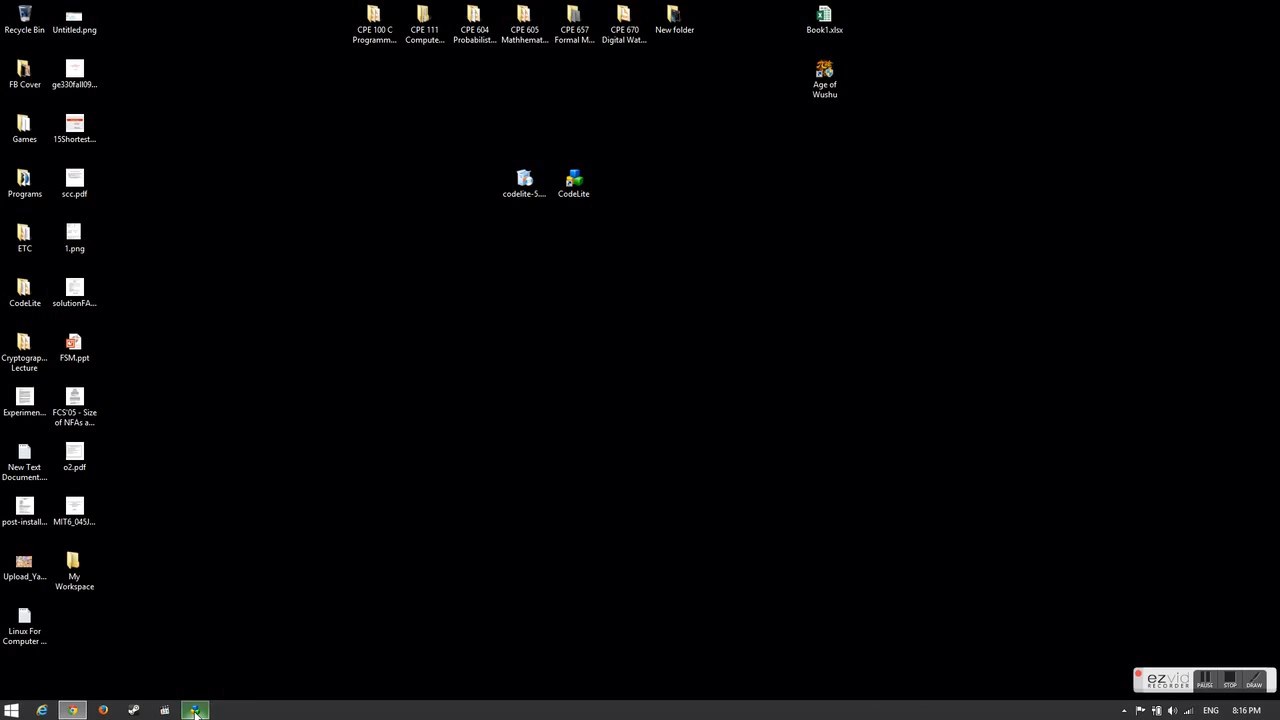 Recycle Bin
Untitled.png
CPE 100 C
Programm...
CPE 111
Compute...
CPE 604
Probabilist...
CPE 605
Mathhemat...
CPE 657
Formal M...
CPE 670
Digital Wat...
New folder
Book1.xlsx
FB Cover
ge330fall09...
Age of
Wushu
Games
15Shortest...
Programs
scc.pdf
codelite-5....
CodeLite
ETC
1.png
CodeLite
solutionFA...
Cryptograp...
Lecture
FSM.ppt
Experimen...
FCS'05 - Size
of NFAs a...
New Text
Document....
o2.pdf
post-install...
MIT6_045J...
Upload_Ya...
My
Workspace
Linux For
Computer ...
ezvid
RECORDER
PAUSE
STOP
DRAW
ENG
8:16 PM